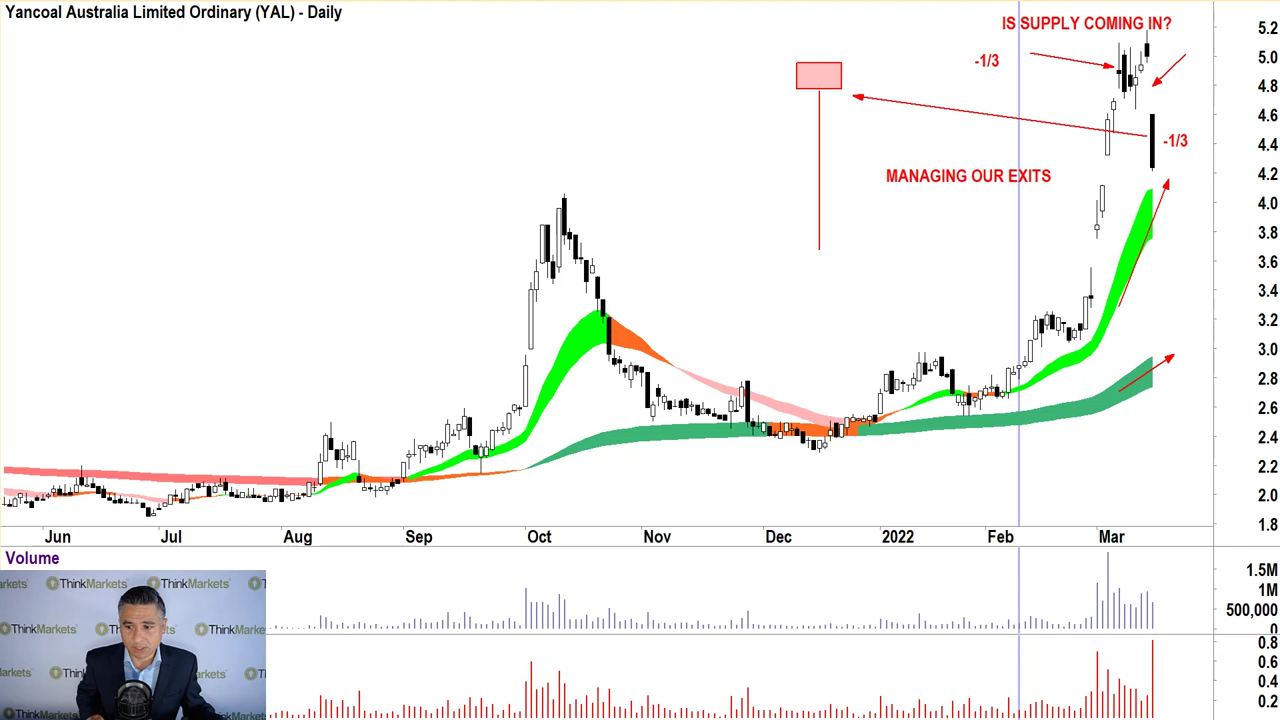 Yancoal Australia Limited Ordinary (YAL) - Daily
IS SUPPLY COMING IN?
-1/3
-1/3
MANAGING OUR EXITS
5.2
5.0
4.8
4.6
4.4
4.2
4.0
3.8
3.6
3.4
3.2
3.0
2.8
2.6
2.4
2.2
2.0
1.8
Jun
Jul
Aug
Sep
Oct
Nov
Dec
2022
Feb
Mar
Volume
1.5M
1M
500,000
0
0.8
0.6
0.4
0.2
arkets
ThinkMarkets
ThinkMarkets
ThinkMarkets
ThinkMarkets
arkets
ThinkMarkets